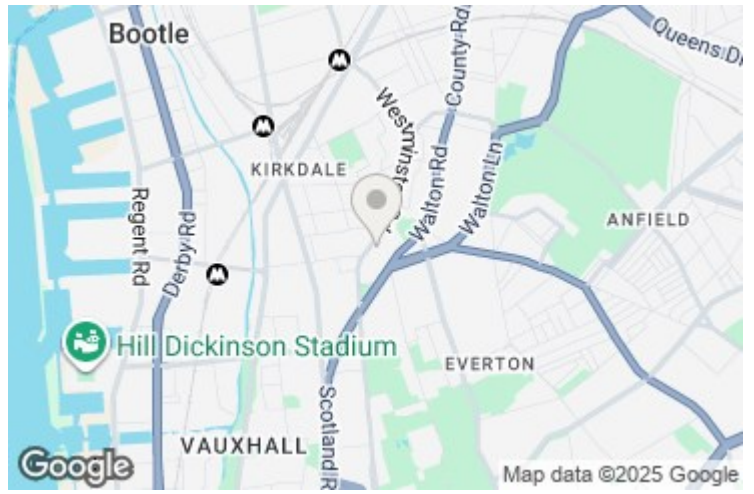 Bootle
Queens Dr
County Rd
Westminster Rd
KIRKDALE
Walton Rd
Walton Ln
ANFIELD
Regent Rd
Derby Rd
Hill Dickinson Stadium
EVERTON
Scotland R
VAUXHALL
Google
Map data ©2025 Google